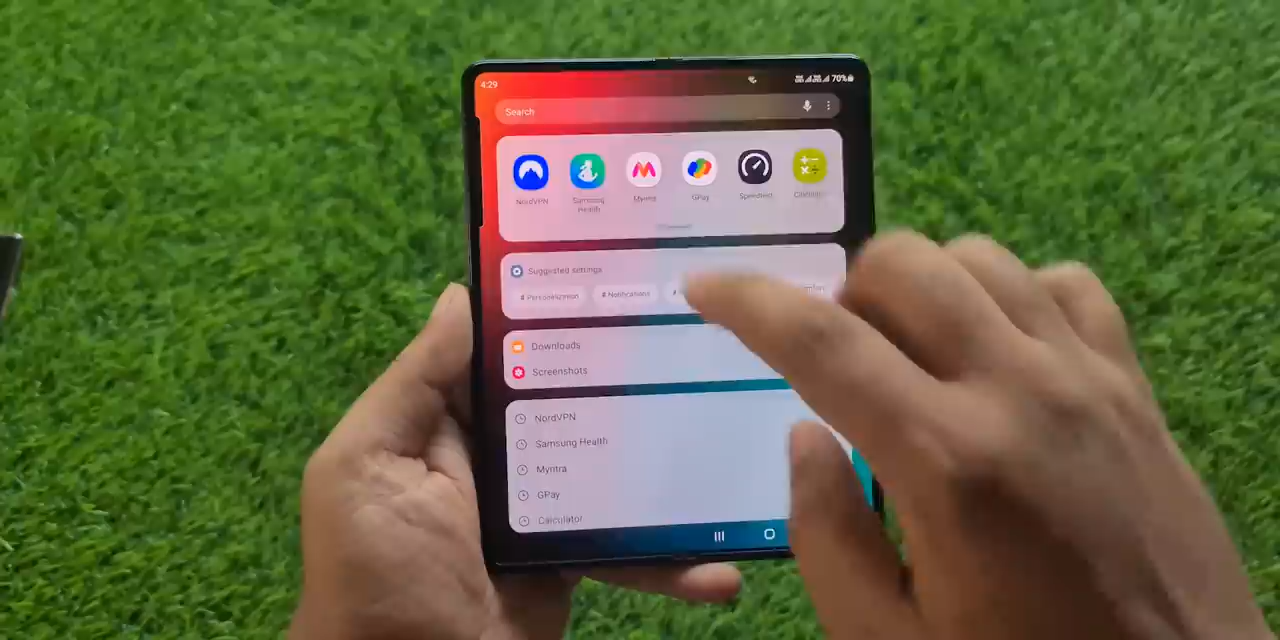 4:29
70%
Search
NordVPN
Samsung Health
Myntra
GPay
Speedtest
Calculator
Suggested settings
# Personalization
# Notifications
#
Downloads
Screenshots
NordVPN
Samsung Health
Myntra
GPay
Calculator